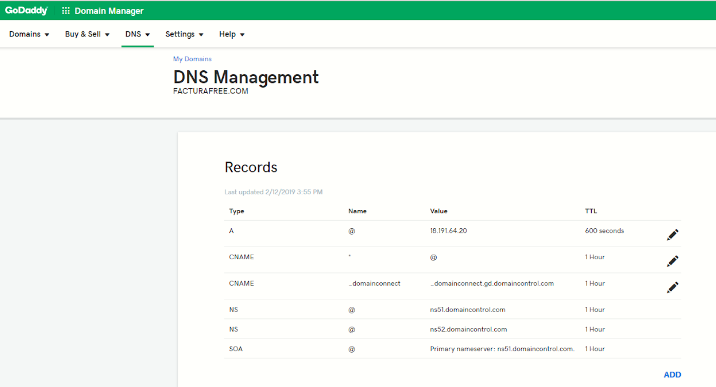 GoDaddy Domain Manager
Domains Buy & Sell DNS Settings Help
My Domains
DNS Management
FACTURAFREE.COM
Records
Last updated 2/12/2019 3:55 PM
Type Name Value TTL
A @ 18.191.64.20 600 seconds
CNAME * @ 1 Hour
CNAME _domainconnect _domainconnect.gd.domaincontrol.com 1 Hour
NS @ ns51.domaincontrol.com 1 Hour
NS @ ns52.domaincontrol.com 1 Hour
SOA @ Primary nameserver: ns51.domaincontrol.com. 1 Hour
ADD